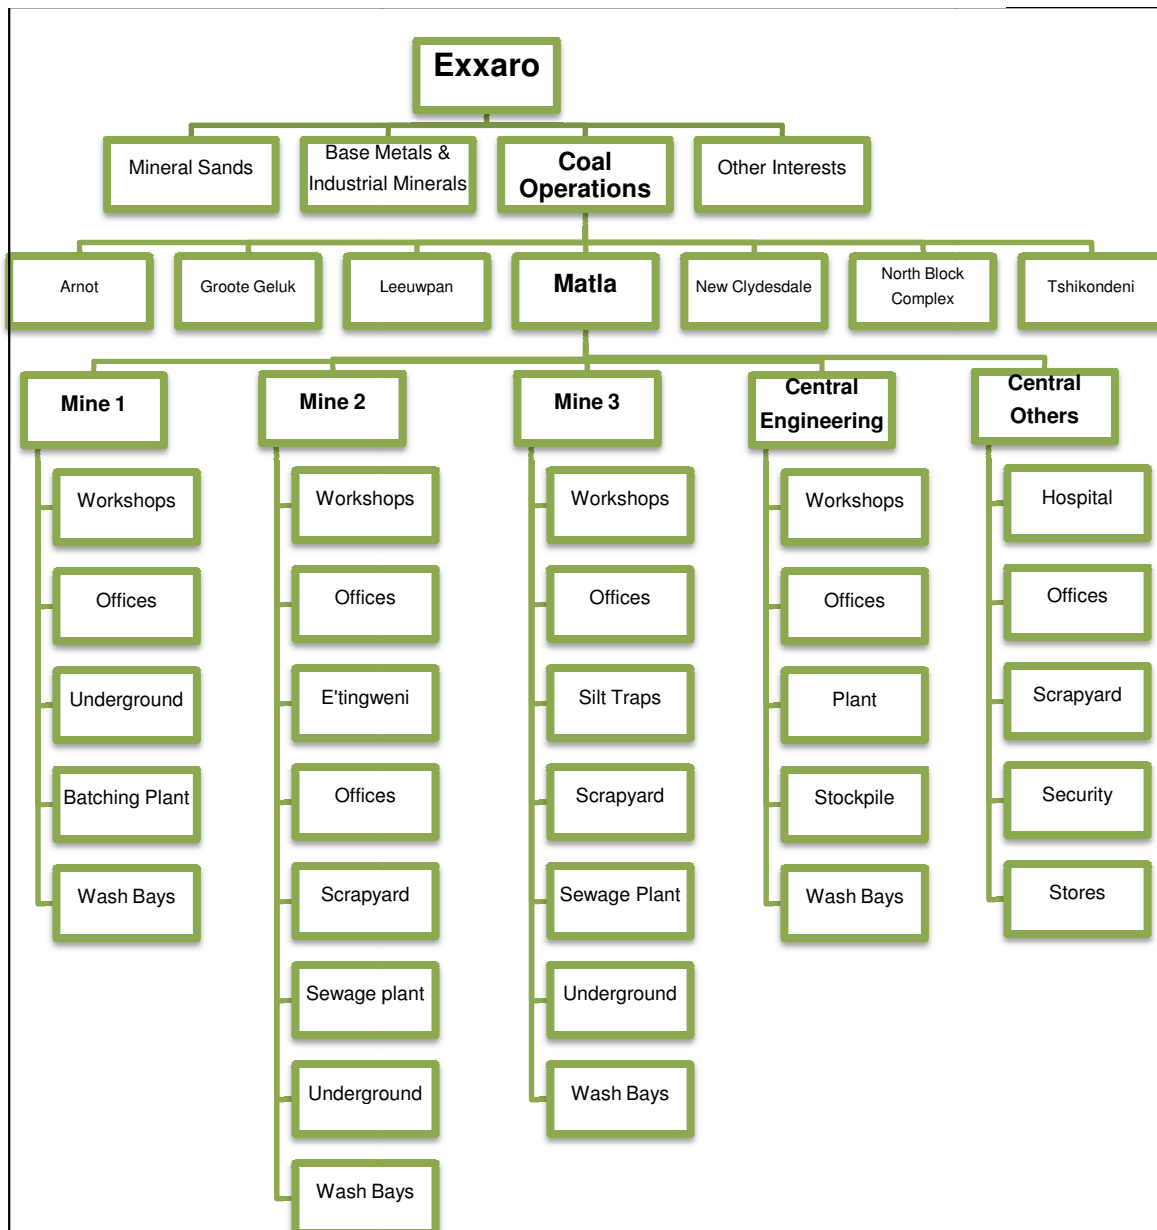 Exxaro
Mineral Sands
Base Metals &
Industrial Minerals
Coal
Operations
Other Interests
Arnot
Groote Geluk
Leeuwpan
Matla
New Clydesdale
North Block
Complex
Tshikondeni
Mine 1
Workshops
Offices
Underground
Batching Plant
Wash Bays
Mine 2
Workshops
Offices
E'tingweni
Offices
Scrapyard
Sewage plant
Underground
Wash Bays
Mine 3
Workshops
Offices
Silt Traps
Scrapyard
Sewage Plant
Underground
Wash Bays
Central
Engineering
Workshops
Offices
Plant
Stockpile
Wash Bays
Central
Others
Hospital
Offices
Scrapyard
Security
Stores